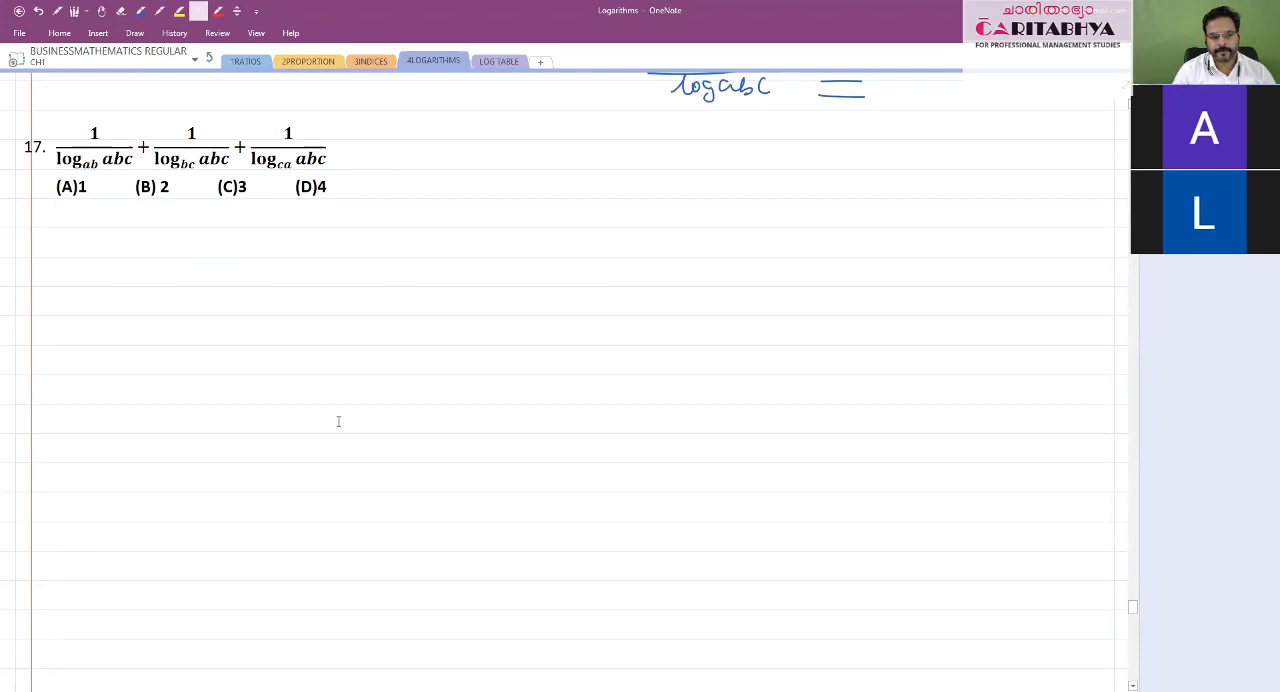 Logarithms - OneNote
File Home Insert Draw History Review View Help
ചാരിതാഭ്യാ
CARITABHYA
FOR PROFESSIONAL MANAGEMENT STUDIES
BUSINESSMATHEMATICS REGULAR
CH1
1RATIOS 2PROPORTION 3INDICES 4LOGARITHMS LOG TABLE +
log abc
17. 1/log_ab abc + 1/log_bc abc + 1/log_ca abc
(A)1 (B) 2 (C)3 (D)4
A
L